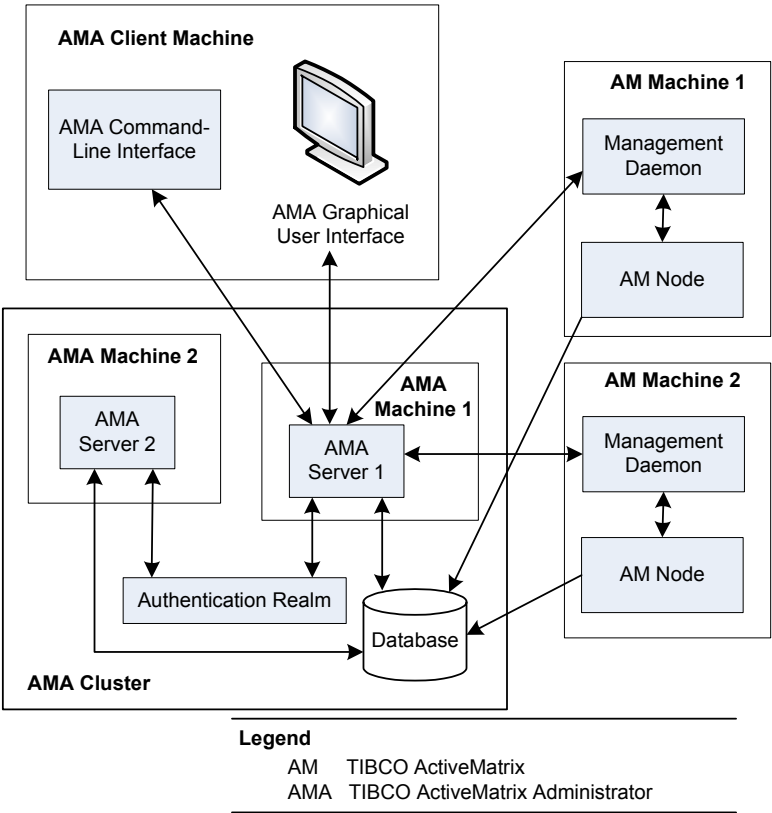 AMA Client Machine
AMA Command-
Line Interface
AMA Graphical
User Interface
AM Machine 1
Management
Daemon
AM Node
AMA Machine 2
AMA
Server 2
AMA
Machine 1
AMA
Server 1
AM Machine 2
Management
Daemon
AM Node
Authentication Realm
Database
AMA Cluster
Legend
AM TIBCO ActiveMatrix
AMA TIBCO ActiveMatrix Administrator